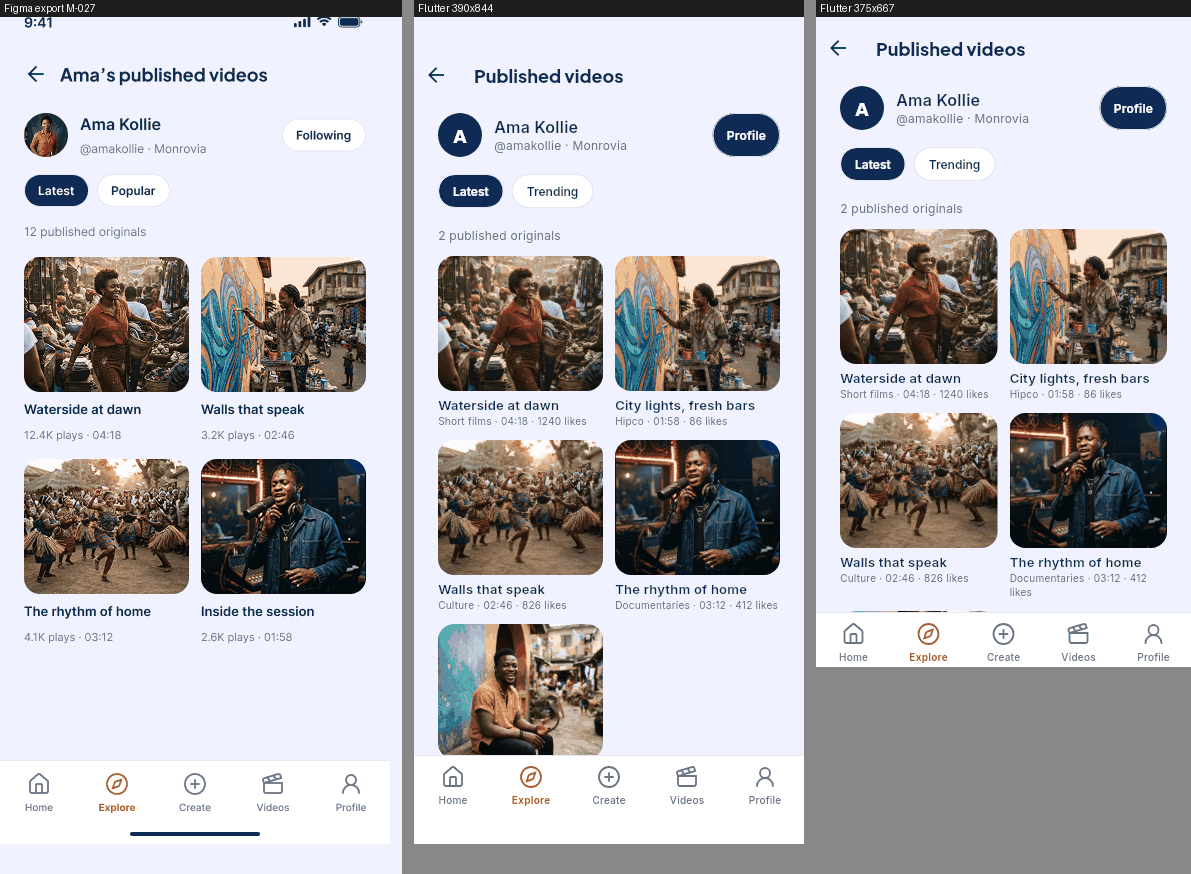 Figma export M-027
9:41
Ama’s published videos
Ama Kollie
@amakollie · Monrovia
Following
Latest
Popular
12 published originals
Waterside at dawn
12.4K plays · 04:18
Walls that speak
3.2K plays · 02:46
The rhythm of home
4.1K plays · 03:12
Inside the session
2.6K plays · 01:58
Home
Explore
Create
Videos
Profile
Flutter 390x844
Published videos
A
Ama Kollie
@amakollie · Monrovia
Profile
Latest
Trending
2 published originals
Waterside at dawn
Short films · 04:18 · 1240 likes
City lights, fresh bars
Hipco · 01:58 · 86 likes
Walls that speak
Culture · 02:46 · 826 likes
The rhythm of home
Documentaries · 03:12 · 412 likes
Home
Explore
Create
Videos
Profile
Flutter 375x667
Published videos
A
Ama Kollie
@amakollie · Monrovia
Profile
Latest
Trending
2 published originals
Waterside at dawn
Short films · 04:18 · 1240 likes
City lights, fresh bars
Hipco · 01:58 · 86 likes
Walls that speak
Culture · 02:46 · 826 likes
The rhythm of home
Documentaries · 03:12 · 412
likes
Home
Explore
Create
Videos
Profile